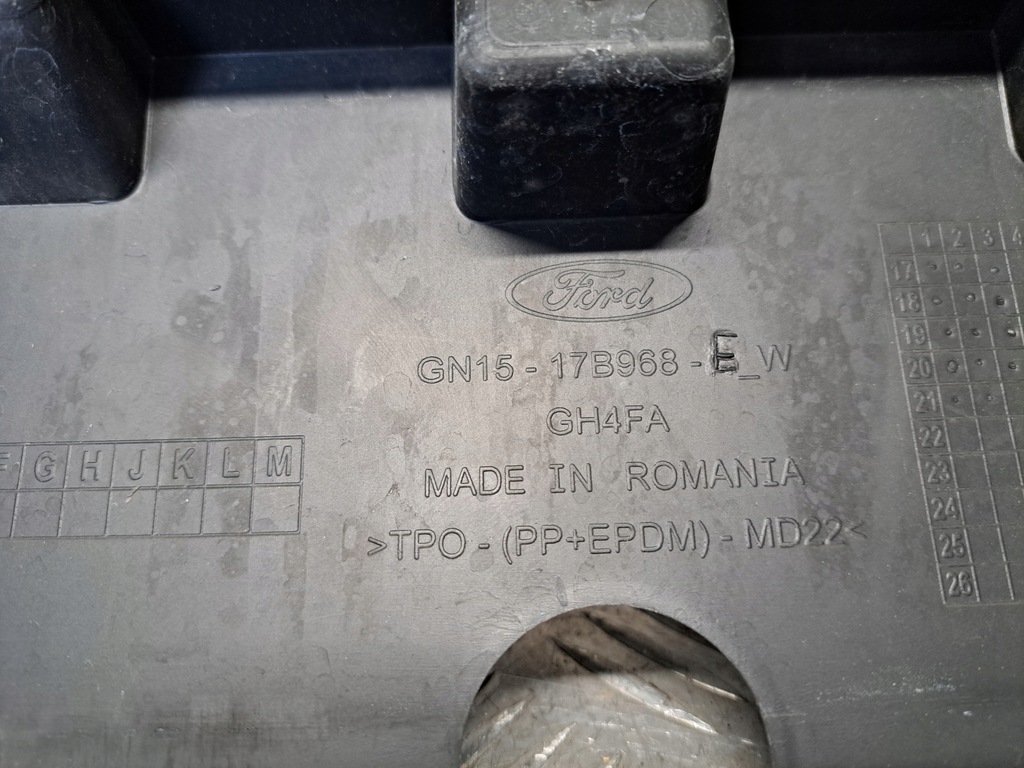 Ford
GN15 - 17B968 - E_W
GH4FA
MADE IN ROMANIA
>TPO - (PP+EPDM) - MD22<
F G H J K L M
1 2 3 4
17
18
19
20
21
22
23
24
25
26